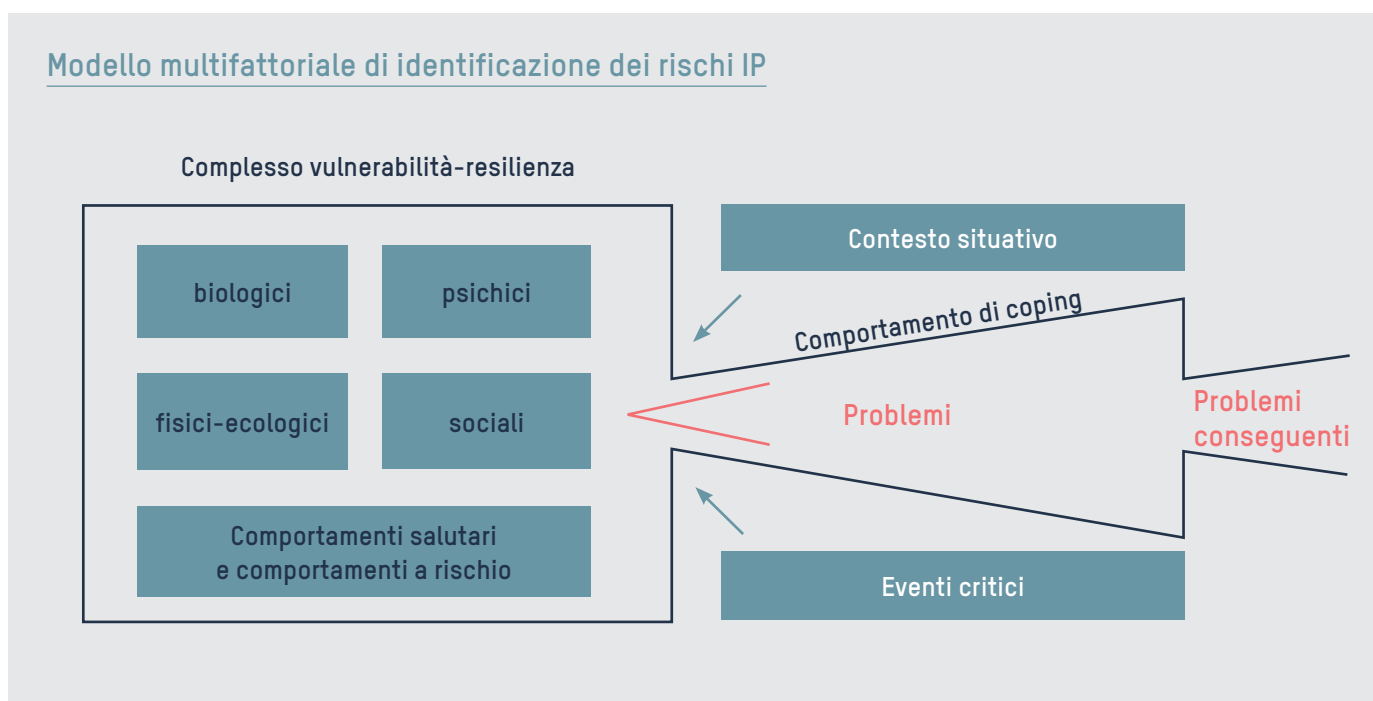 Modello multifattoriale di identificazione dei rischi IP
Complesso vulnerabilità-resilienza
biologici
psichici
fisici-ecologici
sociali
Comportamenti salutari
e comportamenti a rischio
Contesto situativo
Comportamento di coping
Problemi
Eventi critici
Problemi
conseguenti